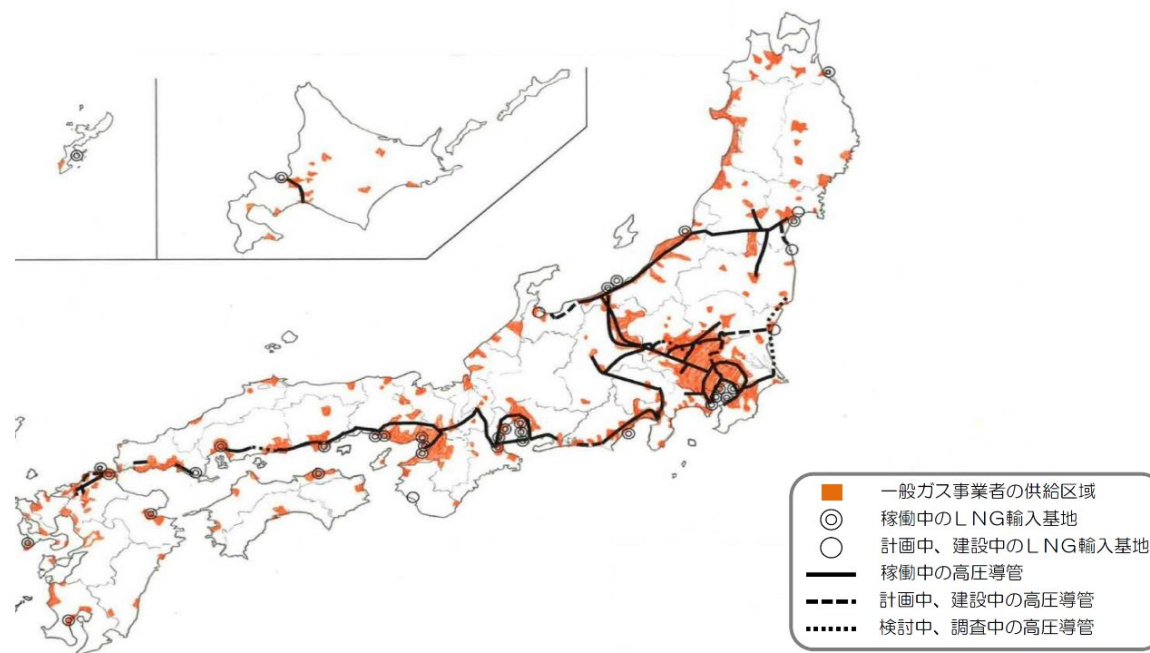 一般ガス事業者の供給区域
稼働中のＬＮＧ輸入基地
計画中、建設中のＬＮＧ輸入基地
稼働中の高圧導管
計画中、建設中の高圧導管
検討中、調査中の高圧導管